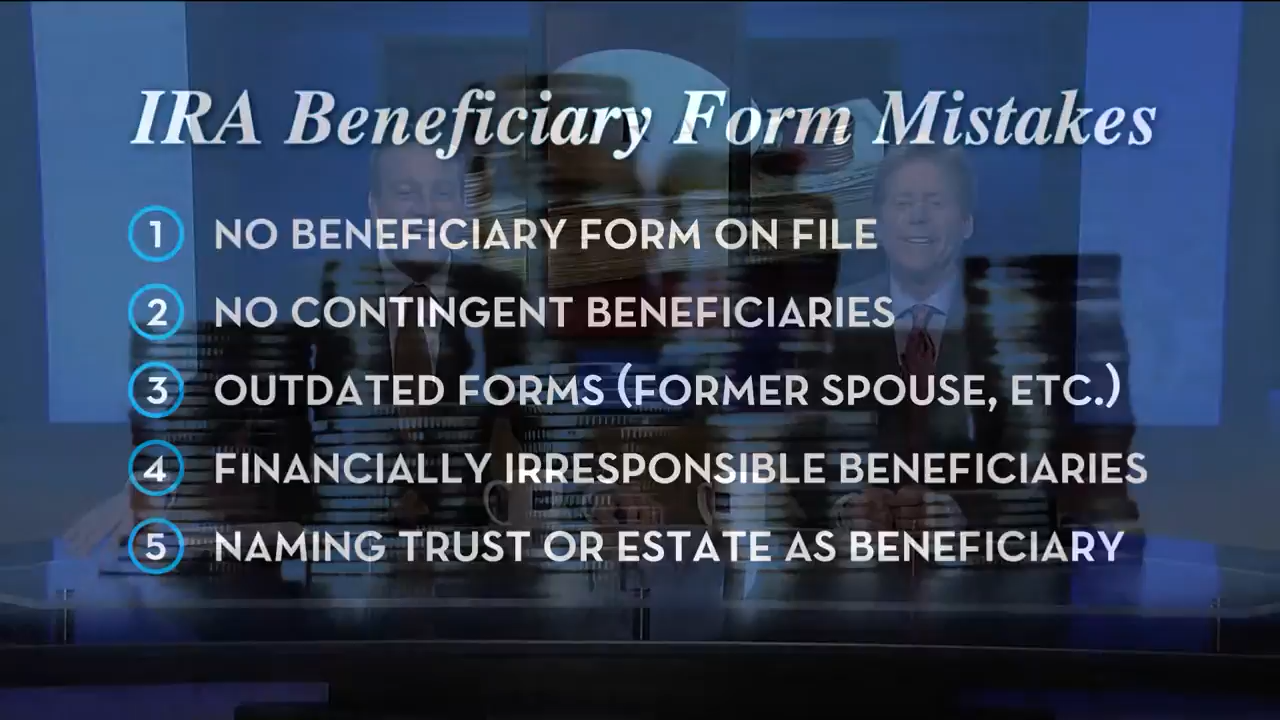 IRA Beneficiary Form Mistakes
1 NO BENEFICIARY FORM ON FILE
2 NO CONTINGENT BENEFICIARIES
3 OUTDATED FORMS (FORMER SPOUSE, ETC.)
4 FINANCIALLY IRRESPONSIBLE BENEFICIARIES
5 NAMING TRUST OR ESTATE AS BENEFICIARY